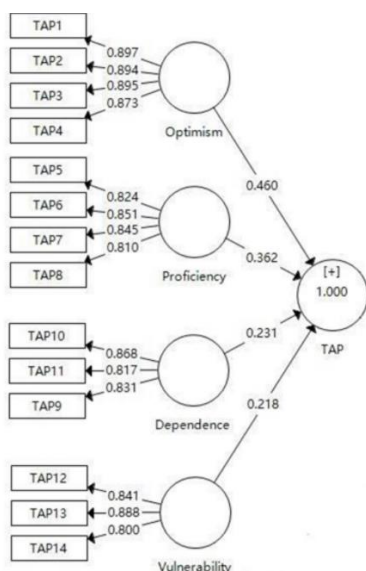 TAP1
0.897
TAP2
0.894
TAP3
0.895
TAP4
0.873
Optimism
TAP5
0.824
TAP6
0.851
TAP7
0.845
TAP8
0.810
Proficiency
TAP10
0.868
TAP11
0.817
TAP9
0.831
Dependence
TAP12
0.841
TAP13
0.888
TAP14
0.800
Vulnerability
0.460
0.362
0.231
0.218
[+]
1.000
TAP